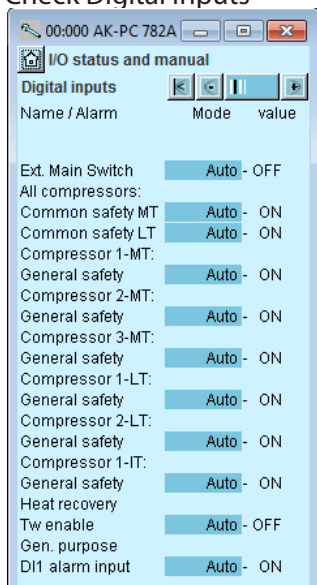 Check Digital inputs
00:000 AK-PC 782A
I/O status and manual
Digital inputs
Name / Alarm Mode value
Ext. Main Switch Auto - OFF
All compressors:
Common safety MT Auto - ON
Common safety LT Auto - ON
Compressor 1-MT:
General safety Auto - ON
Compressor 2-MT:
General safety Auto - ON
Compressor 3-MT:
General safety Auto - ON
Compressor 1-LT:
General safety Auto - ON
Compressor 2-LT:
General safety Auto - ON
Compressor 1-IT:
General safety Auto - ON
Heat recovery
Tw enable Auto - OFF
Gen. purpose
DI1 alarm input Auto - ON